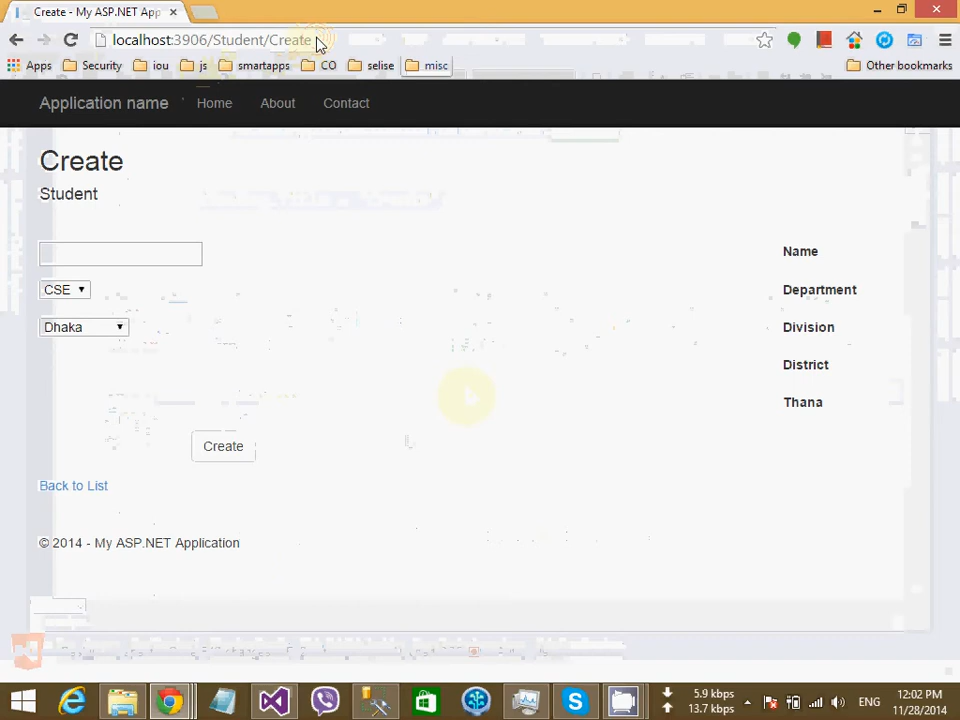 Create - My ASP.NET App
localhost:3906/Student/Create
Apps Security iou js smartapps CO selise misc Other bookmarks
Application name Home About Contact
Create
Student
Name
CSE Department
Dhaka Division
District
Thana
Create
Back to List
© 2014 - My ASP.NET Application
5.9 kbps
13.7 kbps
ENG
12:02 PM
11/28/2014